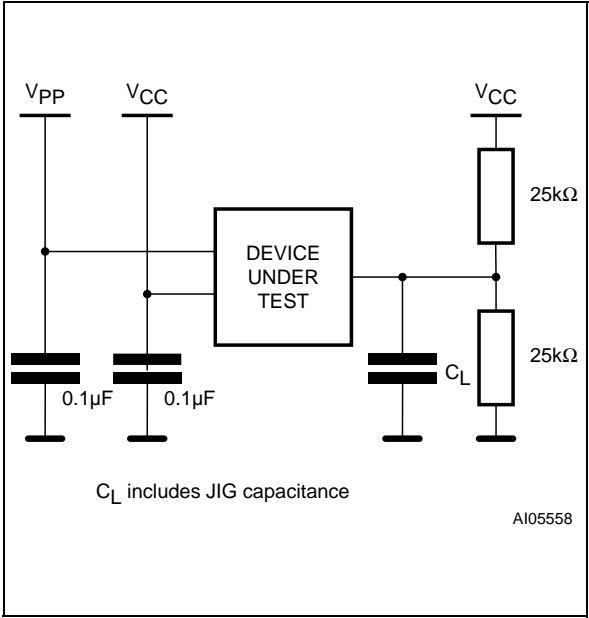 VPP
VCC
VCC
25kΩ
DEVICE
UNDER
TEST
25kΩ
CL
0.1µF
0.1µF
CL includes JIG capacitance
AI05558